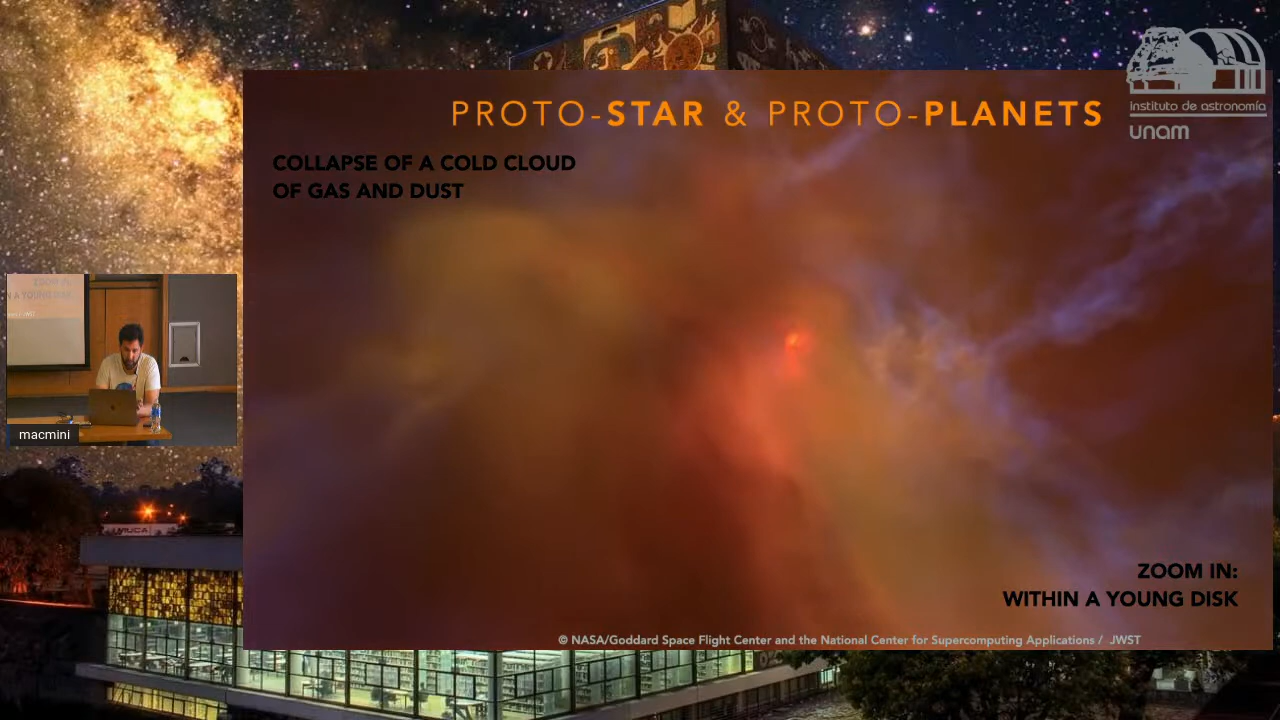 PROTO-STAR & PROTO-PLANETS
instituto de astronomía
unam
COLLAPSE OF A COLD CLOUD
OF GAS AND DUST
macmini
MUCA
ZOOM IN:
WITHIN A YOUNG DISK
© NASA/Goddard Space Flight Center and the National Center for Supercomputing Applications / JWST